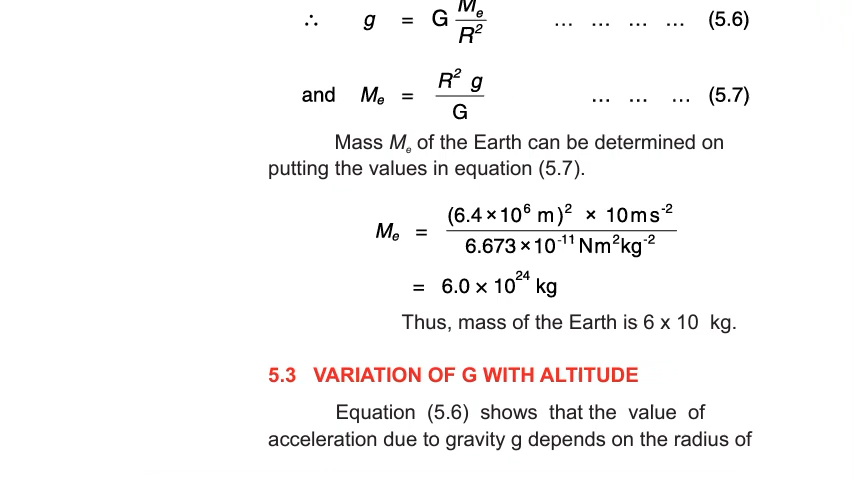 ∴ g = G Mₑ/R² ... ... ... ... (5.6)
and Mₑ = R² g/G ... ... ... (5.7)
Mass Mₑ of the Earth can be determined on
putting the values in equation (5.7).
Mₑ = (6.4 × 10⁶ m)² × 10 m s⁻²/6.673 × 10⁻¹¹ Nm² kg⁻²
= 6.0 × 10²⁴ kg
Thus, mass of the Earth is 6 x 10 kg.
5.3 VARIATION OF G WITH ALTITUDE
Equation (5.6) shows that the value of
acceleration due to gravity g depends on the radius of